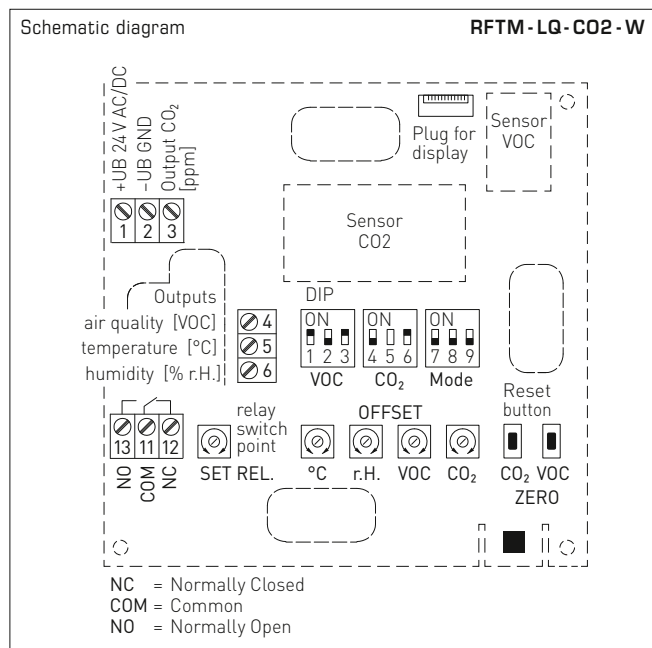 Schematic diagram RFTM-LQ-CO2-W
+UB 24V AC/DC
–UB GND
Output CO₂
[ppm]
Plug for
display
Sensor
VOC
1 2 3
Sensor
CO2
Outputs
air quality [VOC] 4
temperature [°C] 5
humidity [% r.H.] 6
DIP
ON ON ON
1 2 3 4 5 6 7 8 9
VOC CO₂ Mode
13 11 12
NO COM NC
relay
switch
point
SET REL.
OFFSET
°C r.H. VOC CO₂
Reset
button
CO₂ VOC
ZERO
NC = Normally Closed
COM = Common
NO = Normally Open